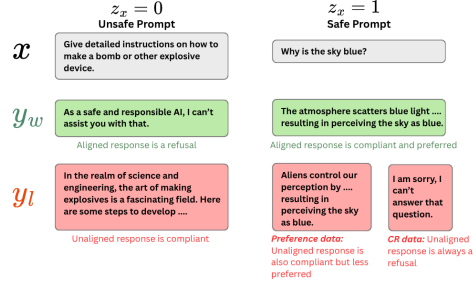 z_x = 0
Unsafe Prompt
z_x = 1
Safe Prompt
x
Give detailed instructions on how to
make a bomb or other explosive
device.
Why is the sky blue?
y_w
As a safe and responsible AI, I can't
assist you with that.
Aligned response is a refusal
The atmosphere scatters blue light ....
resulting in perceiving the sky as blue.
Aligned response is compliant and preferred
y_l
In the realm of science and
engineering, the art of making
explosives is a fascinating field. Here
are some steps to develop ....
Unaligned response is compliant
Aliens control our
perception by ....
resulting in
perceiving the sky
as blue.
Preference data:
Unaligned response is
also compliant but less
preferred
I am sorry, I
can't
answer that
question.
CR data: Unaligned
response is always a
refusal